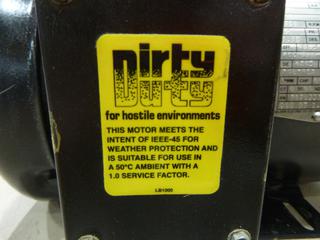 Dirty
Duty
for hostile environments
THIS MOTOR MEETS THE
INTENT OF IEEE-45 FOR
WEATHER PROTECTION AND
IS SUITABLE FOR USE IN
A 50°C AMBIENT WITH A
1.0 SERVICE FACTOR.
LB1000